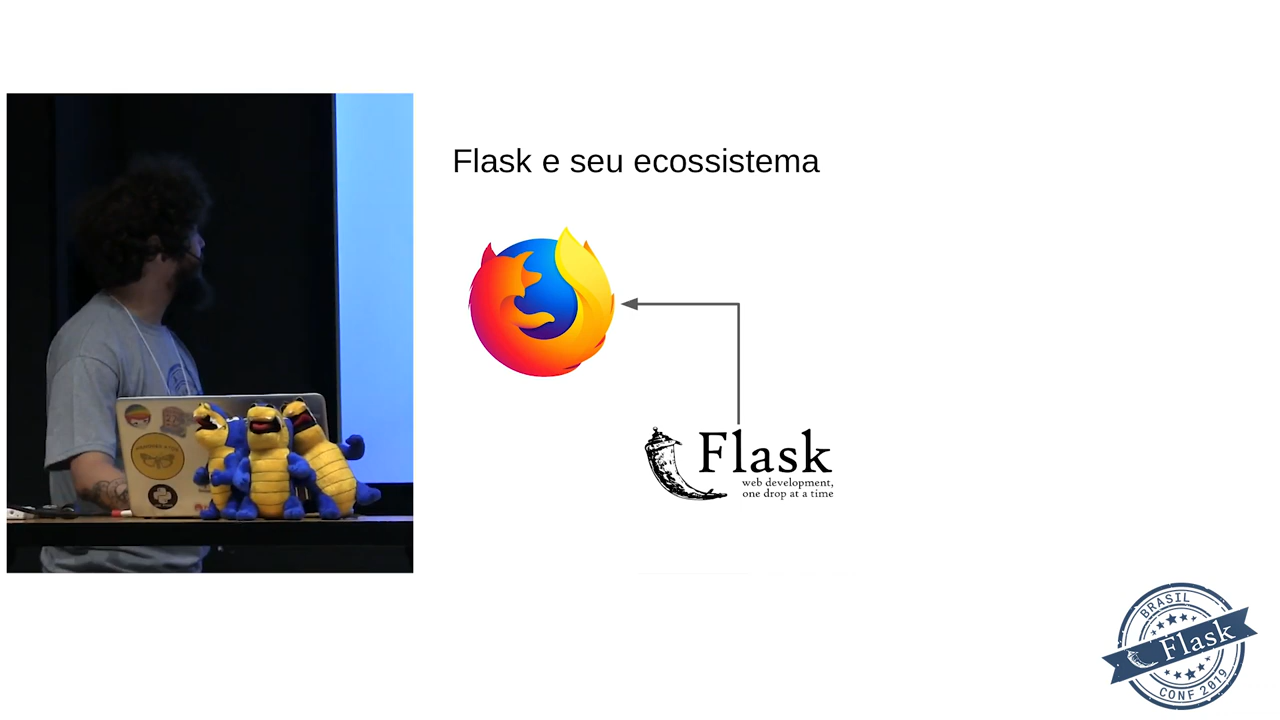 Flask e seu ecossistema
Flask
web development,
one drop at a time
BRASIL
Flask
CONF 2019